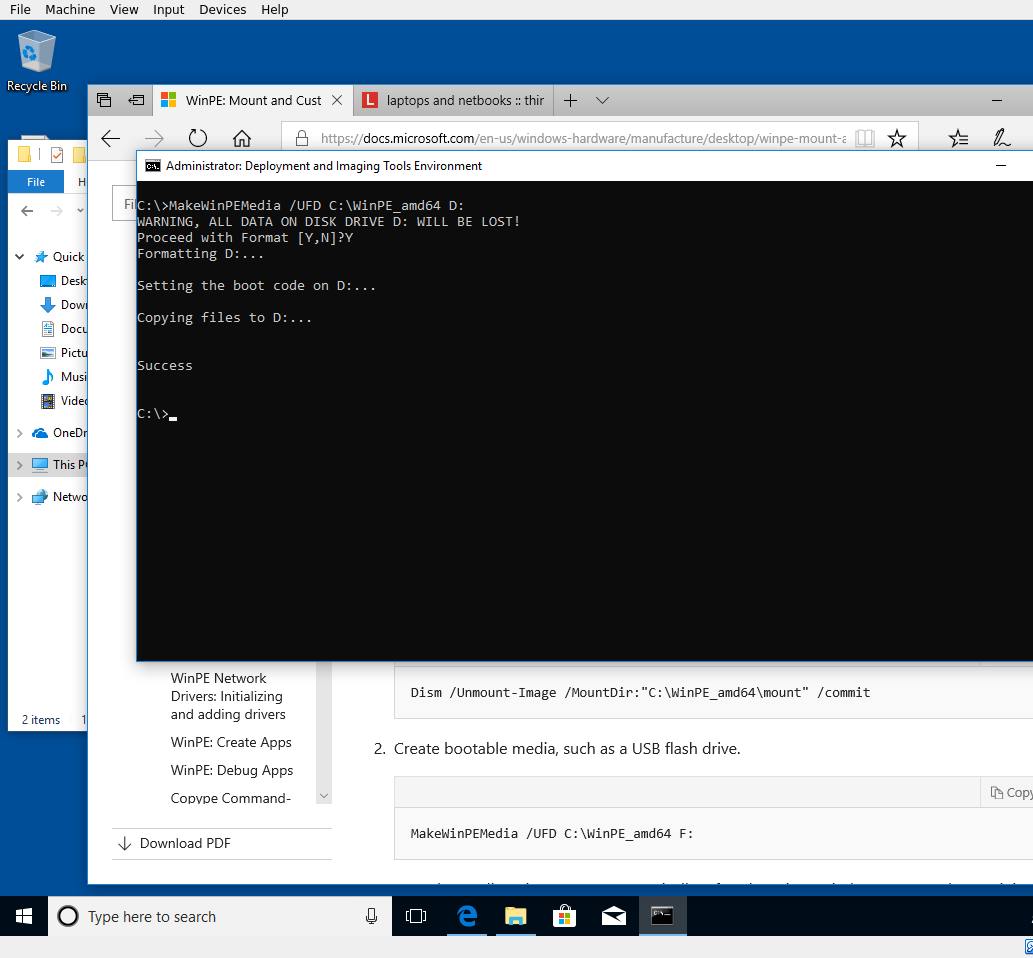 File Machine View Input Devices Help
Recycle Bin
WinPE: Mount and Cust
laptops and netbooks :: thir
https://docs.microsoft.com/en-us/windows-hardware/manufacture/desktop/winpe-mount-a
Administrator: Deployment and Imaging Tools Environment
File H
Fi
C:\>MakeWinPEMedia /UFD C:\WinPE_amd64 D:
WARNING, ALL DATA ON DISK DRIVE D: WILL BE LOST!
Proceed with Format [Y,N]?Y
Formatting D:...
Setting the boot code on D:...
Copying files to D:...
Success
C:\>
Quick
Desk
Down
Docu
Pictu
Music
Video
OneDr
This PC
Netwo
2 items 1
WinPE Network
Drivers: Initializing
and adding drivers
WinPE: Create Apps
WinPE: Debug Apps
Copype Command-
Download PDF
Dism /Unmount-Image /MountDir:"C:\WinPE_amd64\mount" /commit
2. Create bootable media, such as a USB flash drive.
Copy
MakeWinPEMedia /UFD C:\WinPE_amd64 F:
Type here to search